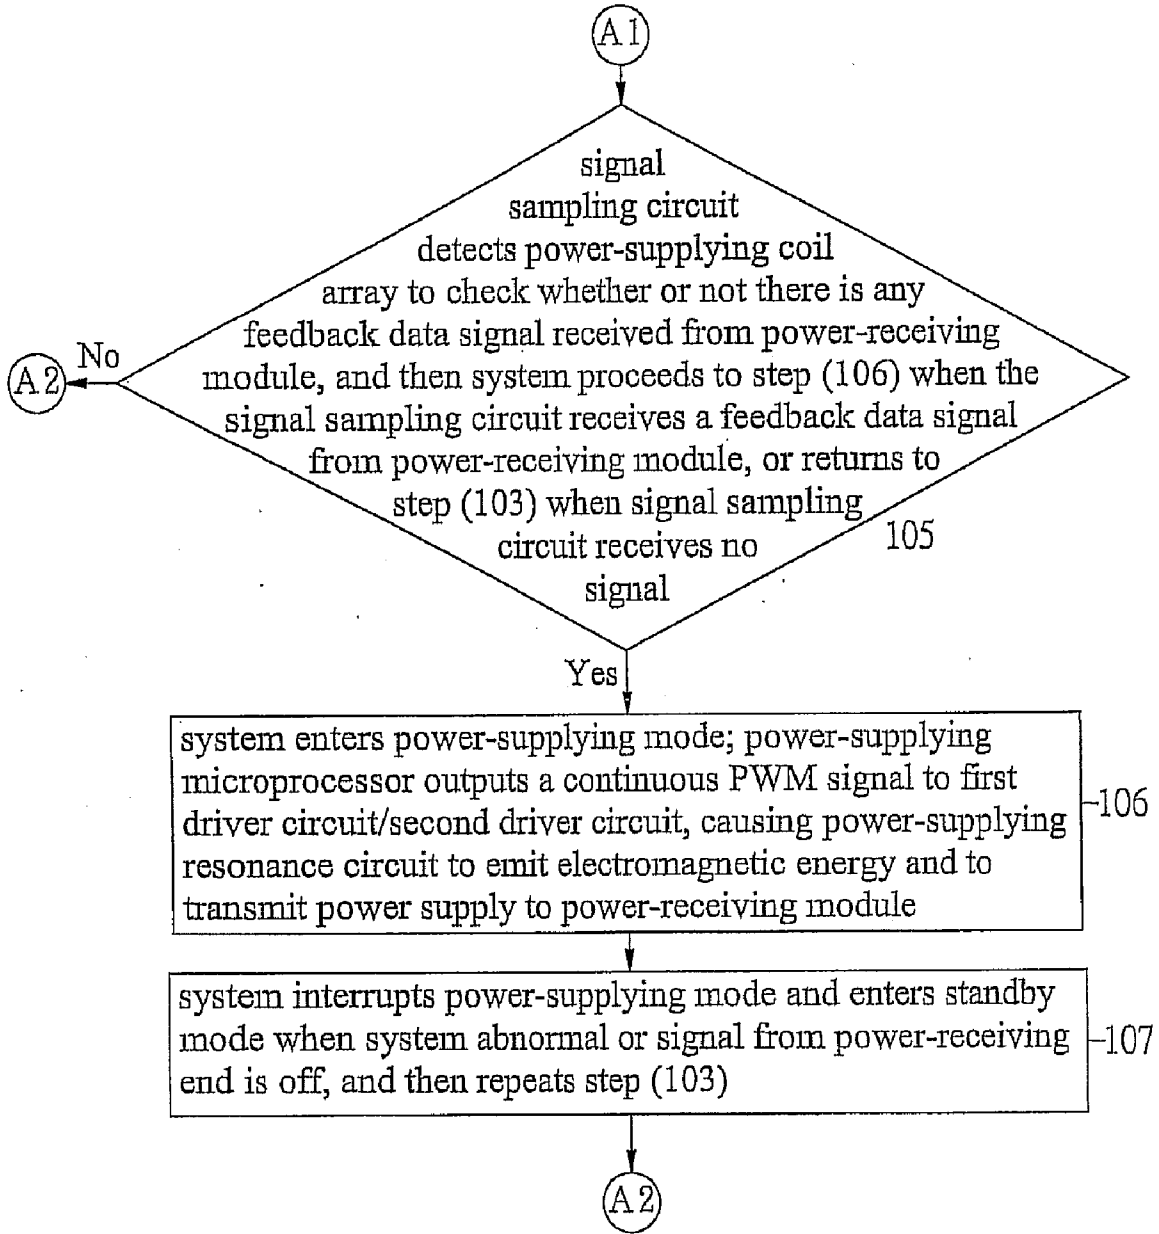 A1
signal
sampling circuit
detects power-supplying coil
array to check whether or not there is any
feedback data signal received from power-receiving
module, and then system proceeds to step (106) when the
signal sampling circuit receives a feedback data signal
from power-receiving module, or returns to
step (103) when signal sampling
circuit receives no
signal
105
No
A2
Yes
system enters power-supplying mode; power-supplying
microprocessor outputs a continuous PWM signal to first
driver circuit/second driver circuit, causing power-supplying
resonance circuit to emit electromagnetic energy and to
transmit power supply to power-receiving module
106
system interrupts power-supplying mode and enters standby
mode when system abnormal or signal from power-receiving
end is off, and then repeats step (103)
107
A2